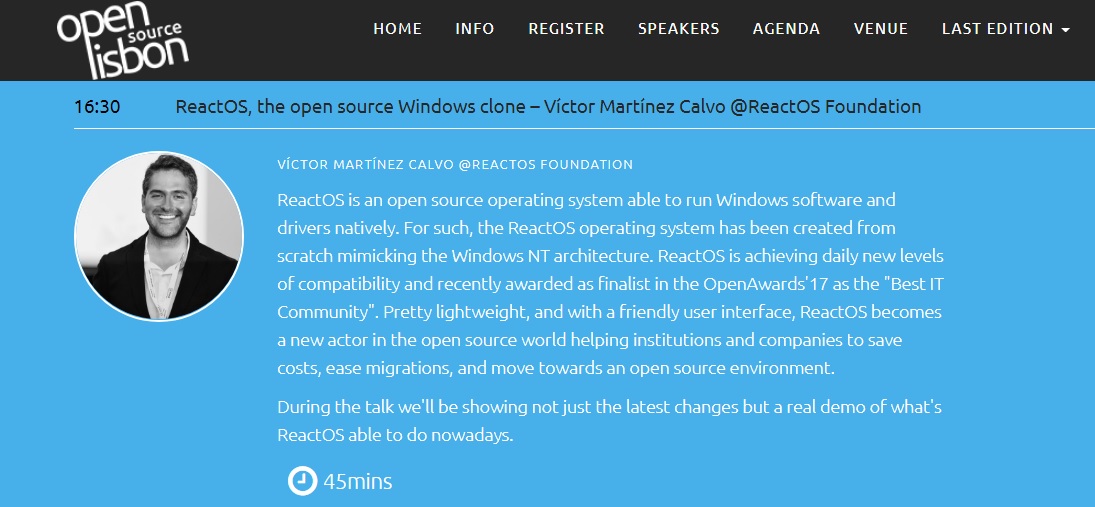 open
source
lisbon
HOME INFO REGISTER SPEAKERS AGENDA VENUE LAST EDITION
16:30 ReactOS, the open source Windows clone – Víctor Martínez Calvo @ReactOS Foundation
VÍCTOR MARTÍNEZ CALVO @REACTOS FOUNDATION
ReactOS is an open source operating system able to run Windows software and
drivers natively. For such, the ReactOS operating system has been created from
scratch mimicking the Windows NT architecture. ReactOS is achieving daily new levels
of compatibility and recently awarded as finalist in the OpenAwards'17 as the "Best IT
Community". Pretty lightweight, and with a friendly user interface, ReactOS becomes
a new actor in the open source world helping institutions and companies to save
costs, ease migrations, and move towards an open source environment.
During the talk we'll be showing not just the latest changes but a real demo of what's
ReactOS able to do nowadays.
45mins